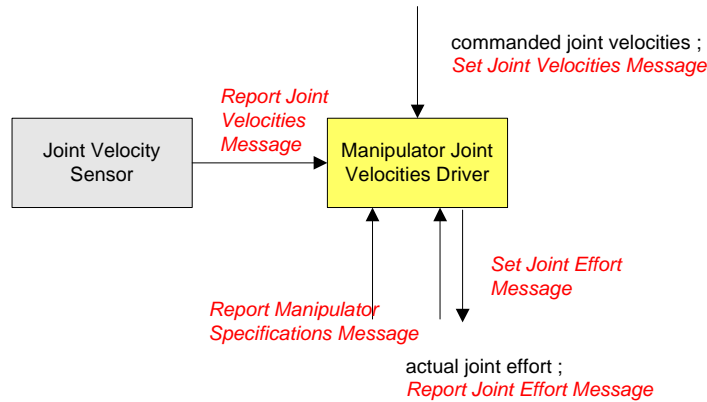 commanded joint velocities ;
Set Joint Velocities Message
Report Joint
Velocities
Message
Joint Velocity
Sensor
Manipulator Joint
Velocities Driver
Set Joint Effort
Message
Report Manipulator
Specifications Message
actual joint effort ;
Report Joint Effort Message